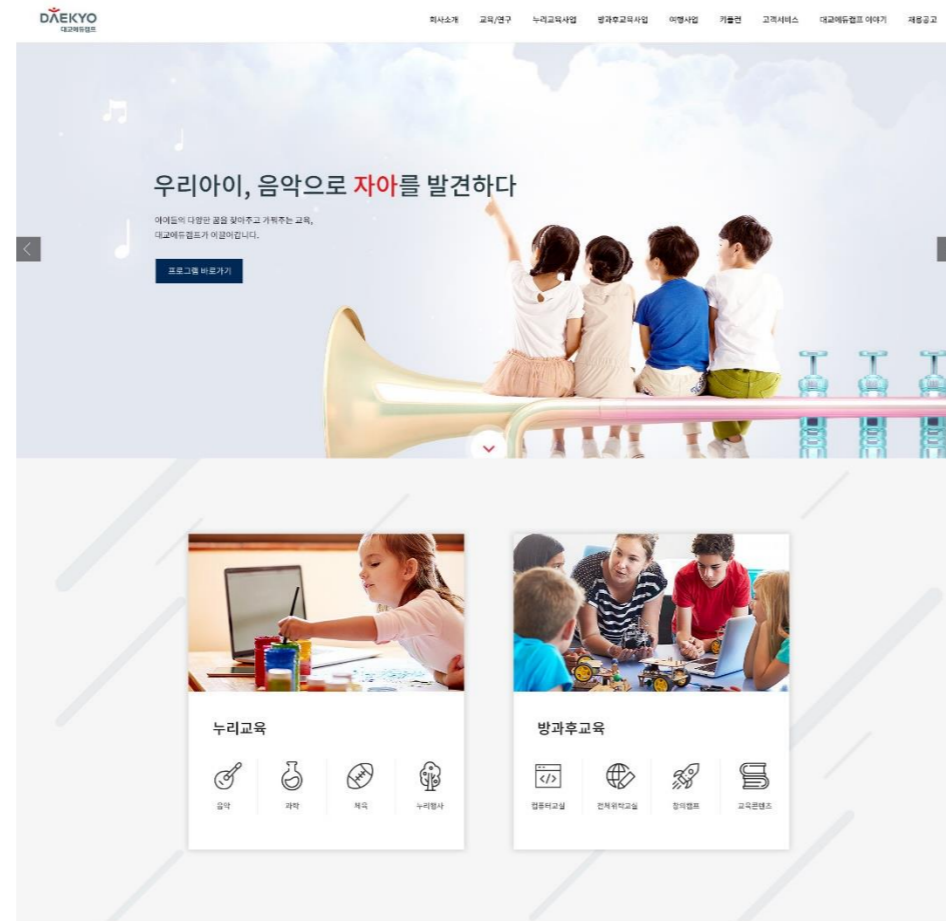 DAEKYO
대교에듀캠프
회사소개 교육/연구 누리교육사업 방과후교육사업 여행사업 키풀런 고객서비스 대교에듀캠프 이야기 채용공고
우리아이, 음악으로 자아를 발견하다
아이들의 다양한 꿈을 찾아주고 가꿔주는 교육,
대교에듀캠프가 이끌어갑니다.
프로그램 바로가기
누리교육
음악 과학 체육 누리행사
방과후교육
컴퓨터교실 전체위탁교실 창의캠프 교육콘텐츠